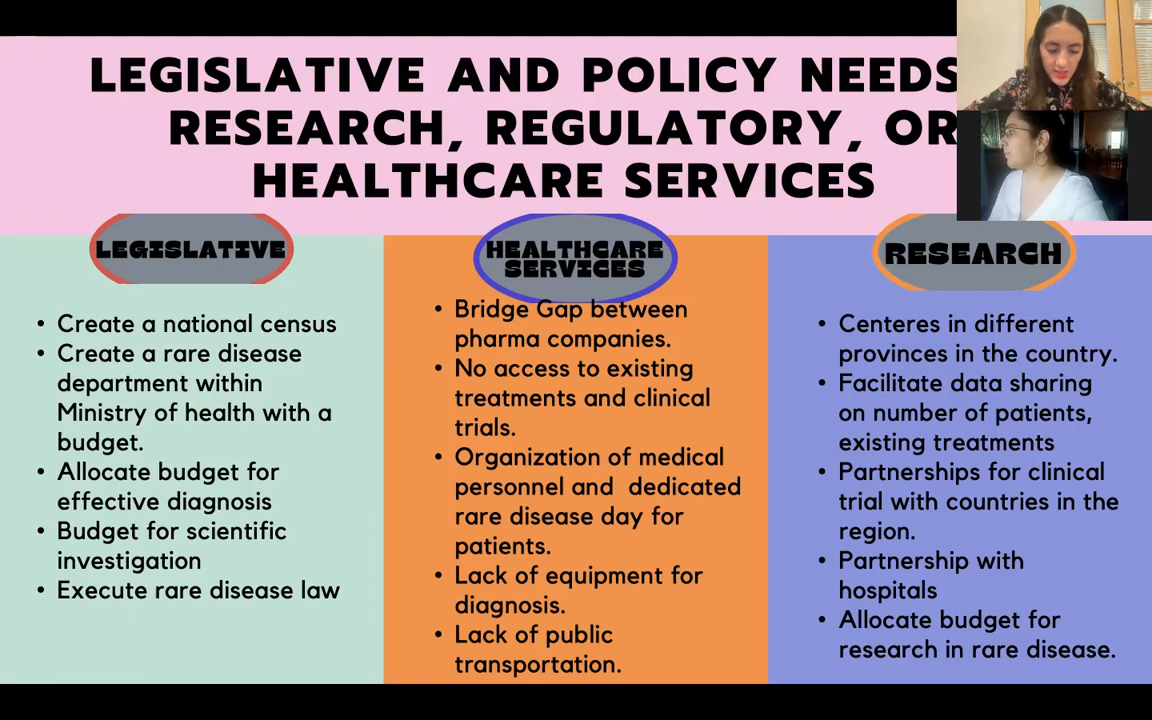 LEGISLATIVE AND POLICY NEEDS
RESEARCH, REGULATORY, OR
HEALTHCARE SERVICES
LEGISLATIVE
• Create a national census
• Create a rare disease
department within
Ministry of health with a
budget.
• Allocate budget for
effective diagnosis
• Budget for scientific
investigation
• Execute rare disease law
HEALTHCARE
SERVICES
• Bridge Gap between
pharma companies.
• No access to existing
treatments and clinical
trials.
• Organization of medical
personnel and dedicated
rare disease day for
patients.
• Lack of equipment for
diagnosis.
• Lack of public
transportation.
RESEARCH
• Centeres in different
provinces in the country.
• Facilitate data sharing
on number of patients,
existing treatments
• Partnerships for clinical
trial with countries in the
region.
• Partnership with
hospitals
• Allocate budget for
research in rare disease.